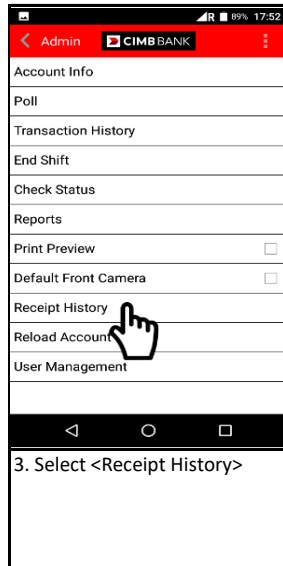 R 89% 17:52
Admin CIMB BANK
Account Info
Poll
Transaction History
End Shift
Check Status
Reports
Print Preview
Default Front Camera
Receipt History
Reload Account
User Management
3. Select <Receipt History>